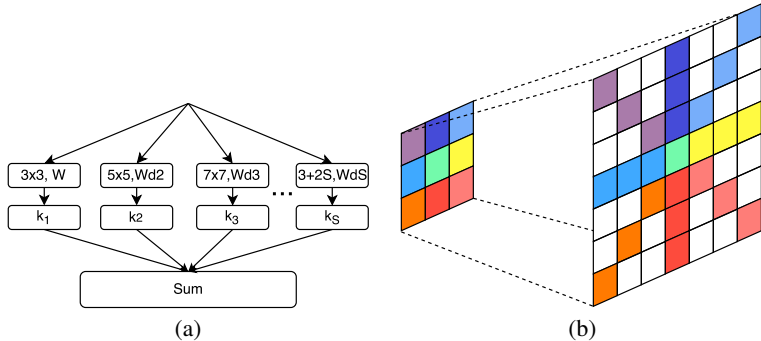 3x3, W 5x5,Wd2 7x7,Wd3 3+2S,WdS
...
k1 k2 k3 kS
Sum
(a) (b)